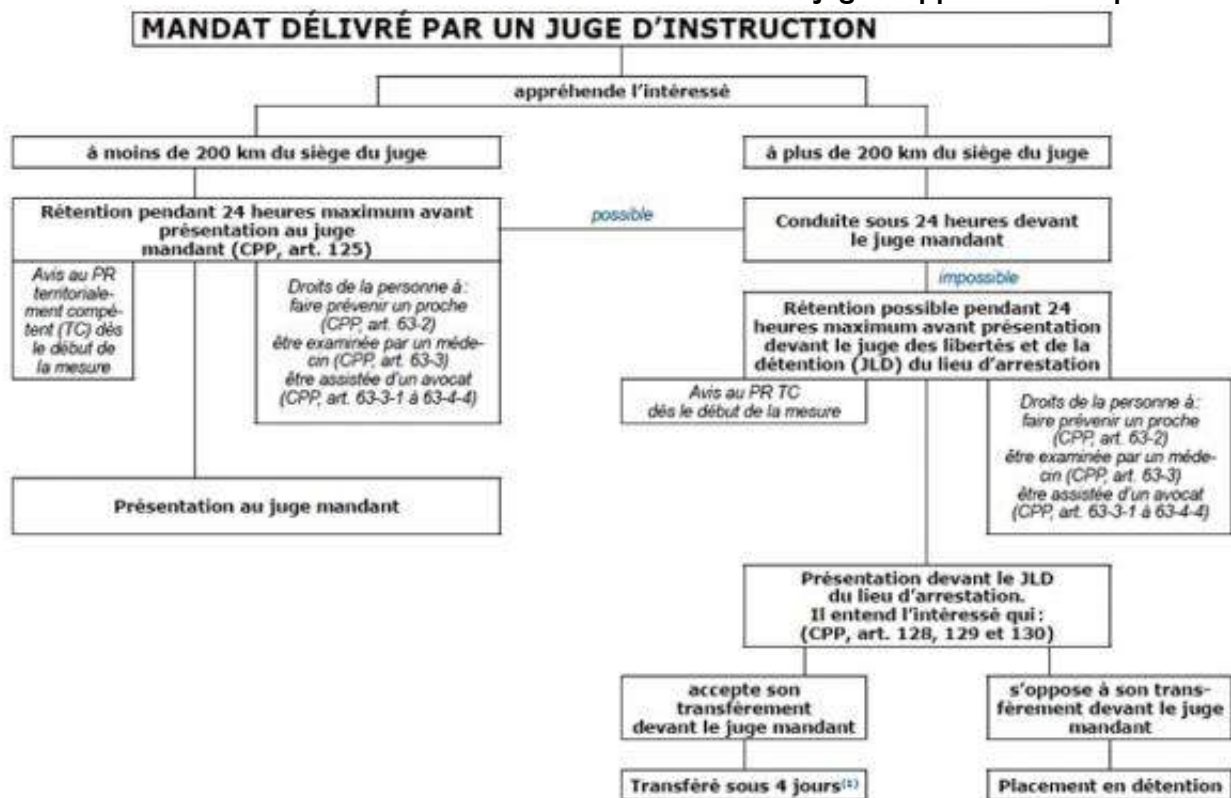 MANDAT DÉLIVRÉ PAR UN JUGE D'INSTRUCTION
appréhende l'intéressé
à moins de 200 km du siège du juge
à plus de 200 km du siège du juge
Rétention pendant 24 heures maximum avant
présentation au juge
mandant (CPP, art. 125)
possible
Conduite sous 24 heures devant
le juge mandant
Avis au PR
territoriale-
ment compé-
tent (TC) dès
le début de
la mesure
Droits de la personne à :
faire prévenir un proche
(CPP, art. 63-2)
être examinée par un méde-
cin (CPP, art. 63-3)
être assistée d'un avocat
(CPP, art. 63-3-1 à 63-4-4)
impossible
Rétention possible pendant 24
heures maximum avant présentation
devant le juge des libertés et de la
détention (JLD) du lieu d'arrestation
Avis au PR TC
dès le début de la mesure
Droits de la personne à :
faire prévenir un proche
(CPP, art. 63-2)
être examinée par un méde-
cin (CPP, art. 63-3)
être assistée d'un avocat
(CPP, art. 63-3-1 à 63-4-4)
Présentation au juge mandant
Présentation devant le JLD
du lieu d'arrestation.
Il entend l'intéressé qui :
(CPP, art. 128, 129 et 130)
accepte son
transfèrement
devant le juge mandant
s'oppose à son trans-
fèrement devant le juge
mandant
Transféré sous 4 jours(1)
Placement en détention